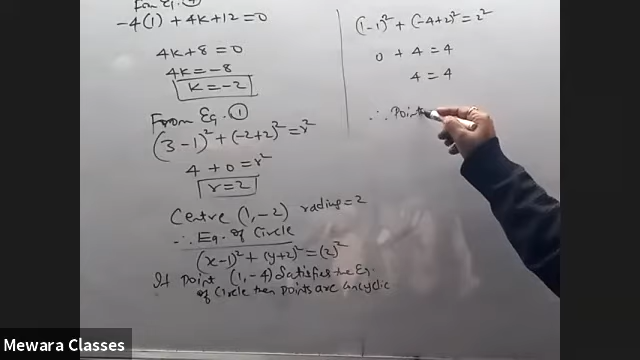 From Eq. ④
-4(1) + 4K + 12 = 0
4K + 8 = 0
4K = -8
K = -2
From Eq. ①
(3-1)² + (-2+2)² = r²
4 + 0 = r²
r = 2
Centre (1, -2) radius = 2
∴ Eq. of Circle
(x-1)² + (y+2)² = (2)²
If Point (1, -4) Satisfies the Eq.
of Circle then points are concyclic
(1-1)² + (-4+2)² = 2²
0 + 4 = 4
4 = 4
∴ Point
Mewara Classes